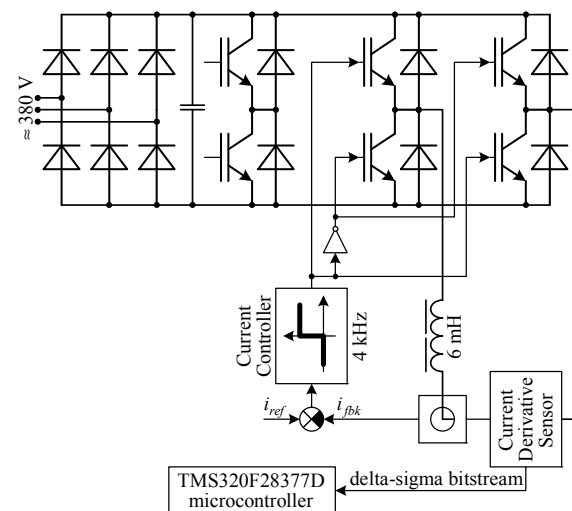 ≈ 380 V
Current
Controller
4 kHz
6 mH
i_ref
i_fbk
Current
Derivative
Sensor
TMS320F28377D
microcontroller
delta-sigma bitstream